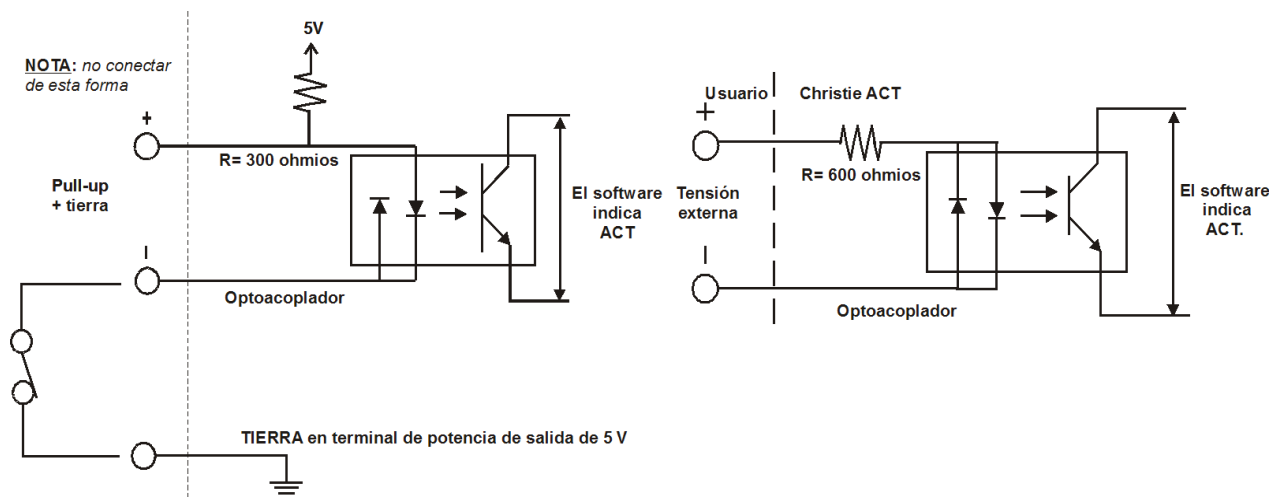 5V
NOTA: no conectar
de esta forma
+
R= 300 ohmios
Pull-up
+ tierra
El software
indica
ACT
–
Optoacoplador
TIERRA en terminal de potencia de salida de 5 V
Usuario
Christie ACT
+
R= 600 ohmios
Tensión
externa
El software
indica
ACT.
–
Optoacoplador